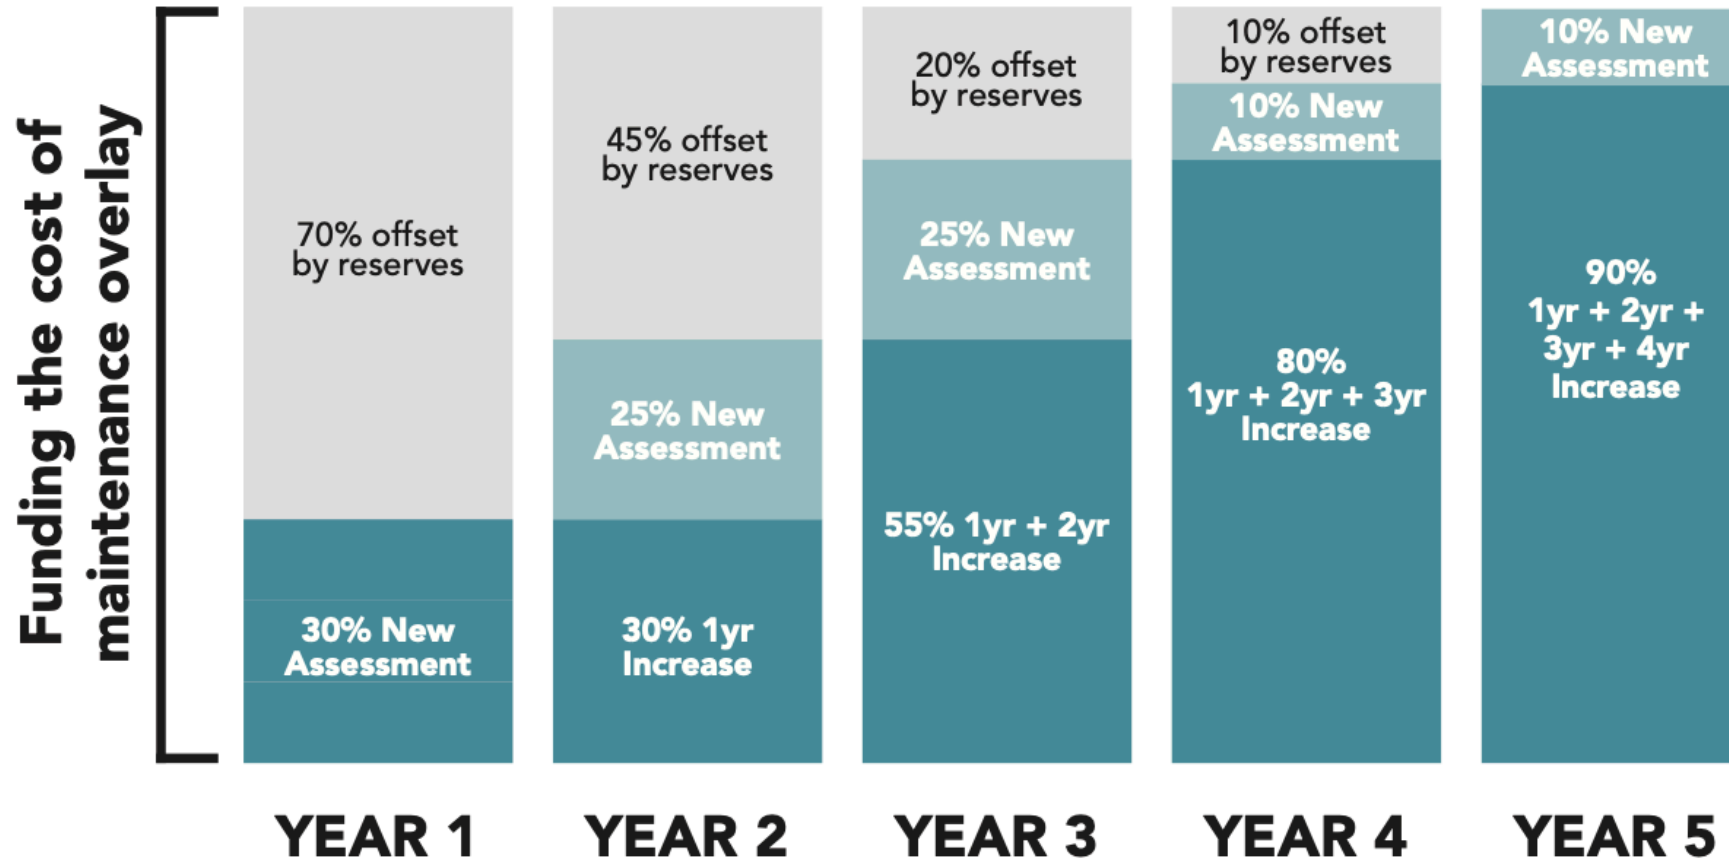 Funding the cost of
maintenance overlay
70% offset
by reserves
30% New
Assessment
YEAR 1
45% offset
by reserves
25% New
Assessment
30% 1yr
Increase
YEAR 2
20% offset
by reserves
25% New
Assessment
55% 1yr + 2yr
Increase
YEAR 3
10% offset
by reserves
10% New
Assessment
80%
1yr + 2yr + 3yr
Increase
YEAR 4
10% New
Assessment
90%
1yr + 2yr +
3yr + 4yr
Increase
YEAR 5